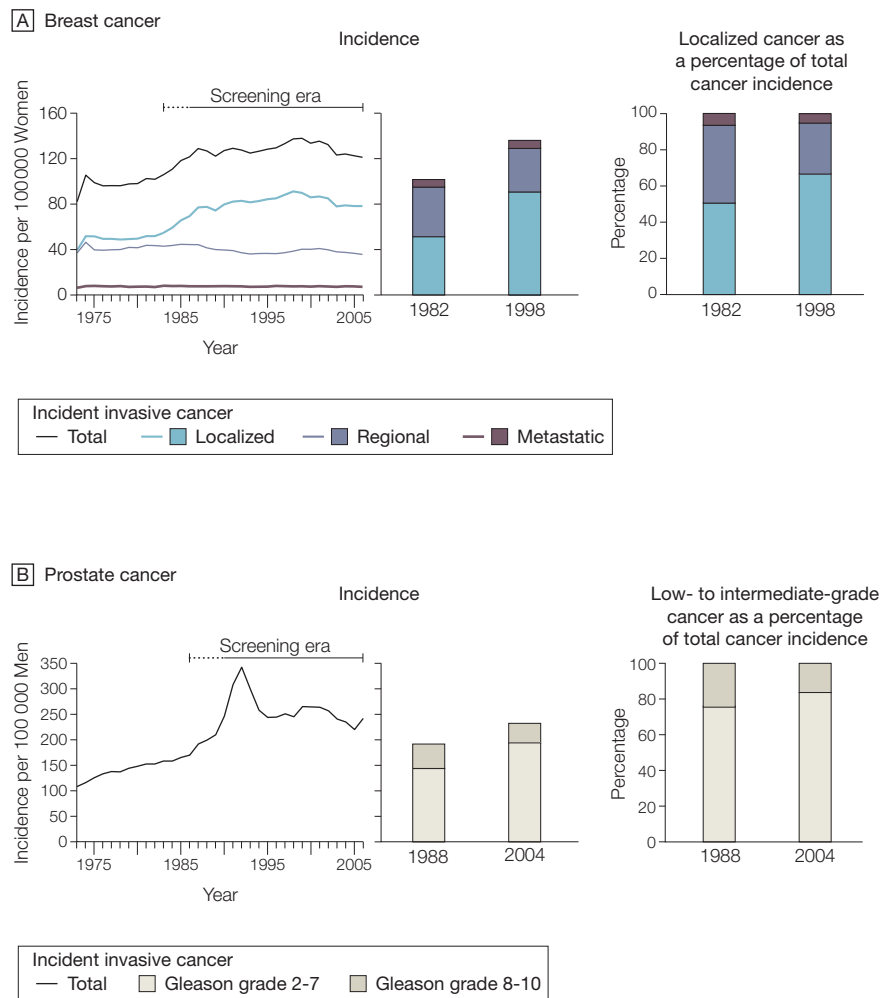 A Breast cancer
Incidence
Localized cancer as
a percentage of total
cancer incidence
Screening era
Incidence per 100 000 Women
160
120
80
40
0
1975
1985
1995
2005
Year
1982
1998
Percentage
100
80
60
40
20
0
1982
1998
Incident invasive cancer
Total
Localized
Regional
Metastatic
B Prostate cancer
Incidence
Low- to intermediate-grade
cancer as a percentage
of total cancer incidence
Screening era
Incidence per 100 000 Men
350
300
250
200
150
100
50
0
1975
1985
1995
2005
Year
1988
2004
Percentage
100
80
60
40
20
0
1988
2004
Incident invasive cancer
Total
Gleason grade 2-7
Gleason grade 8-10